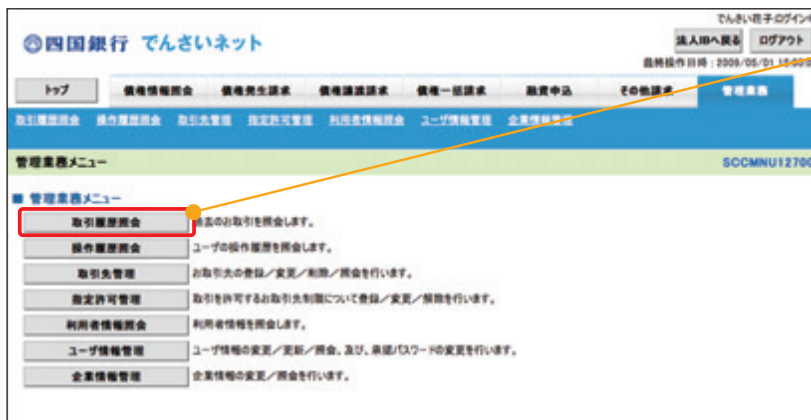 でんさい花子ログイン中
四国銀行 でんさいネット
法人IBへ戻る ログアウト
最終操作日時：2009/05/01
トップ 債権情報照会 債権発生請求 債権譲渡請求 債権一括請求 融資申込 その他請求 管理業務
取引履歴照会 操作履歴照会 取引先管理 指定許可管理 利用者情報照会 ユーザ情報管理 企業情報管理
管理業務メニュー SCCMNU12700
■ 管理業務メニュー
取引履歴照会 過去のお取引を照会します。
操作履歴照会 ユーザの操作履歴を照会します。
取引先管理 お取引先の登録／変更／削除／照会を行います。
指定許可管理 取引を許可するお取引先制限について登録／変更／解除を行います。
利用者情報照会 利用者情報を照会します。
ユーザ情報管理 ユーザ情報の変更／更新／照会、及び、承認パスワードの変更を行います。
企業情報管理 企業情報の変更／照会を行います。